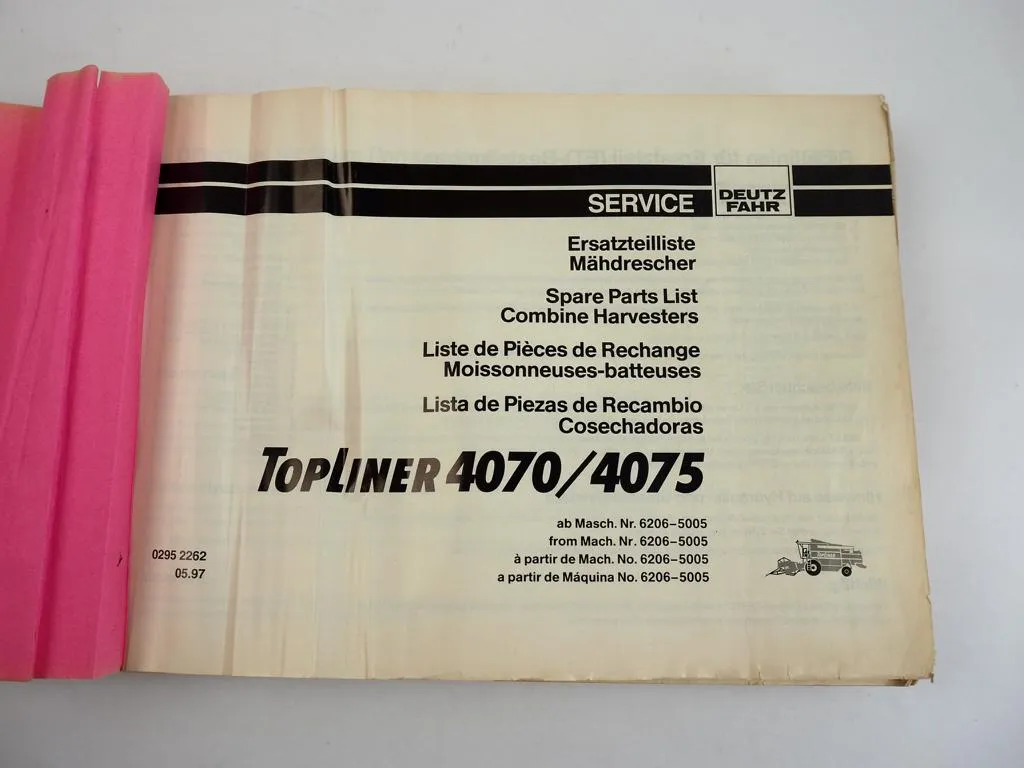 SERVICE
DEUTZ
FAHR
Ersatzteilliste
Mähdrescher
Spare Parts List
Combine Harvesters
Liste de Pièces de Rechange
Moissonneuses-batteuses
Lista de Piezas de Recambio
Cosechadoras
TOPLINER 4070/4075
ab Masch. Nr. 6206–5005
from Mach. Nr. 6206–5005
à partir de Mach. No. 6206–5005
a partir de Máquina No. 6206–5005
0295 2262
05.97